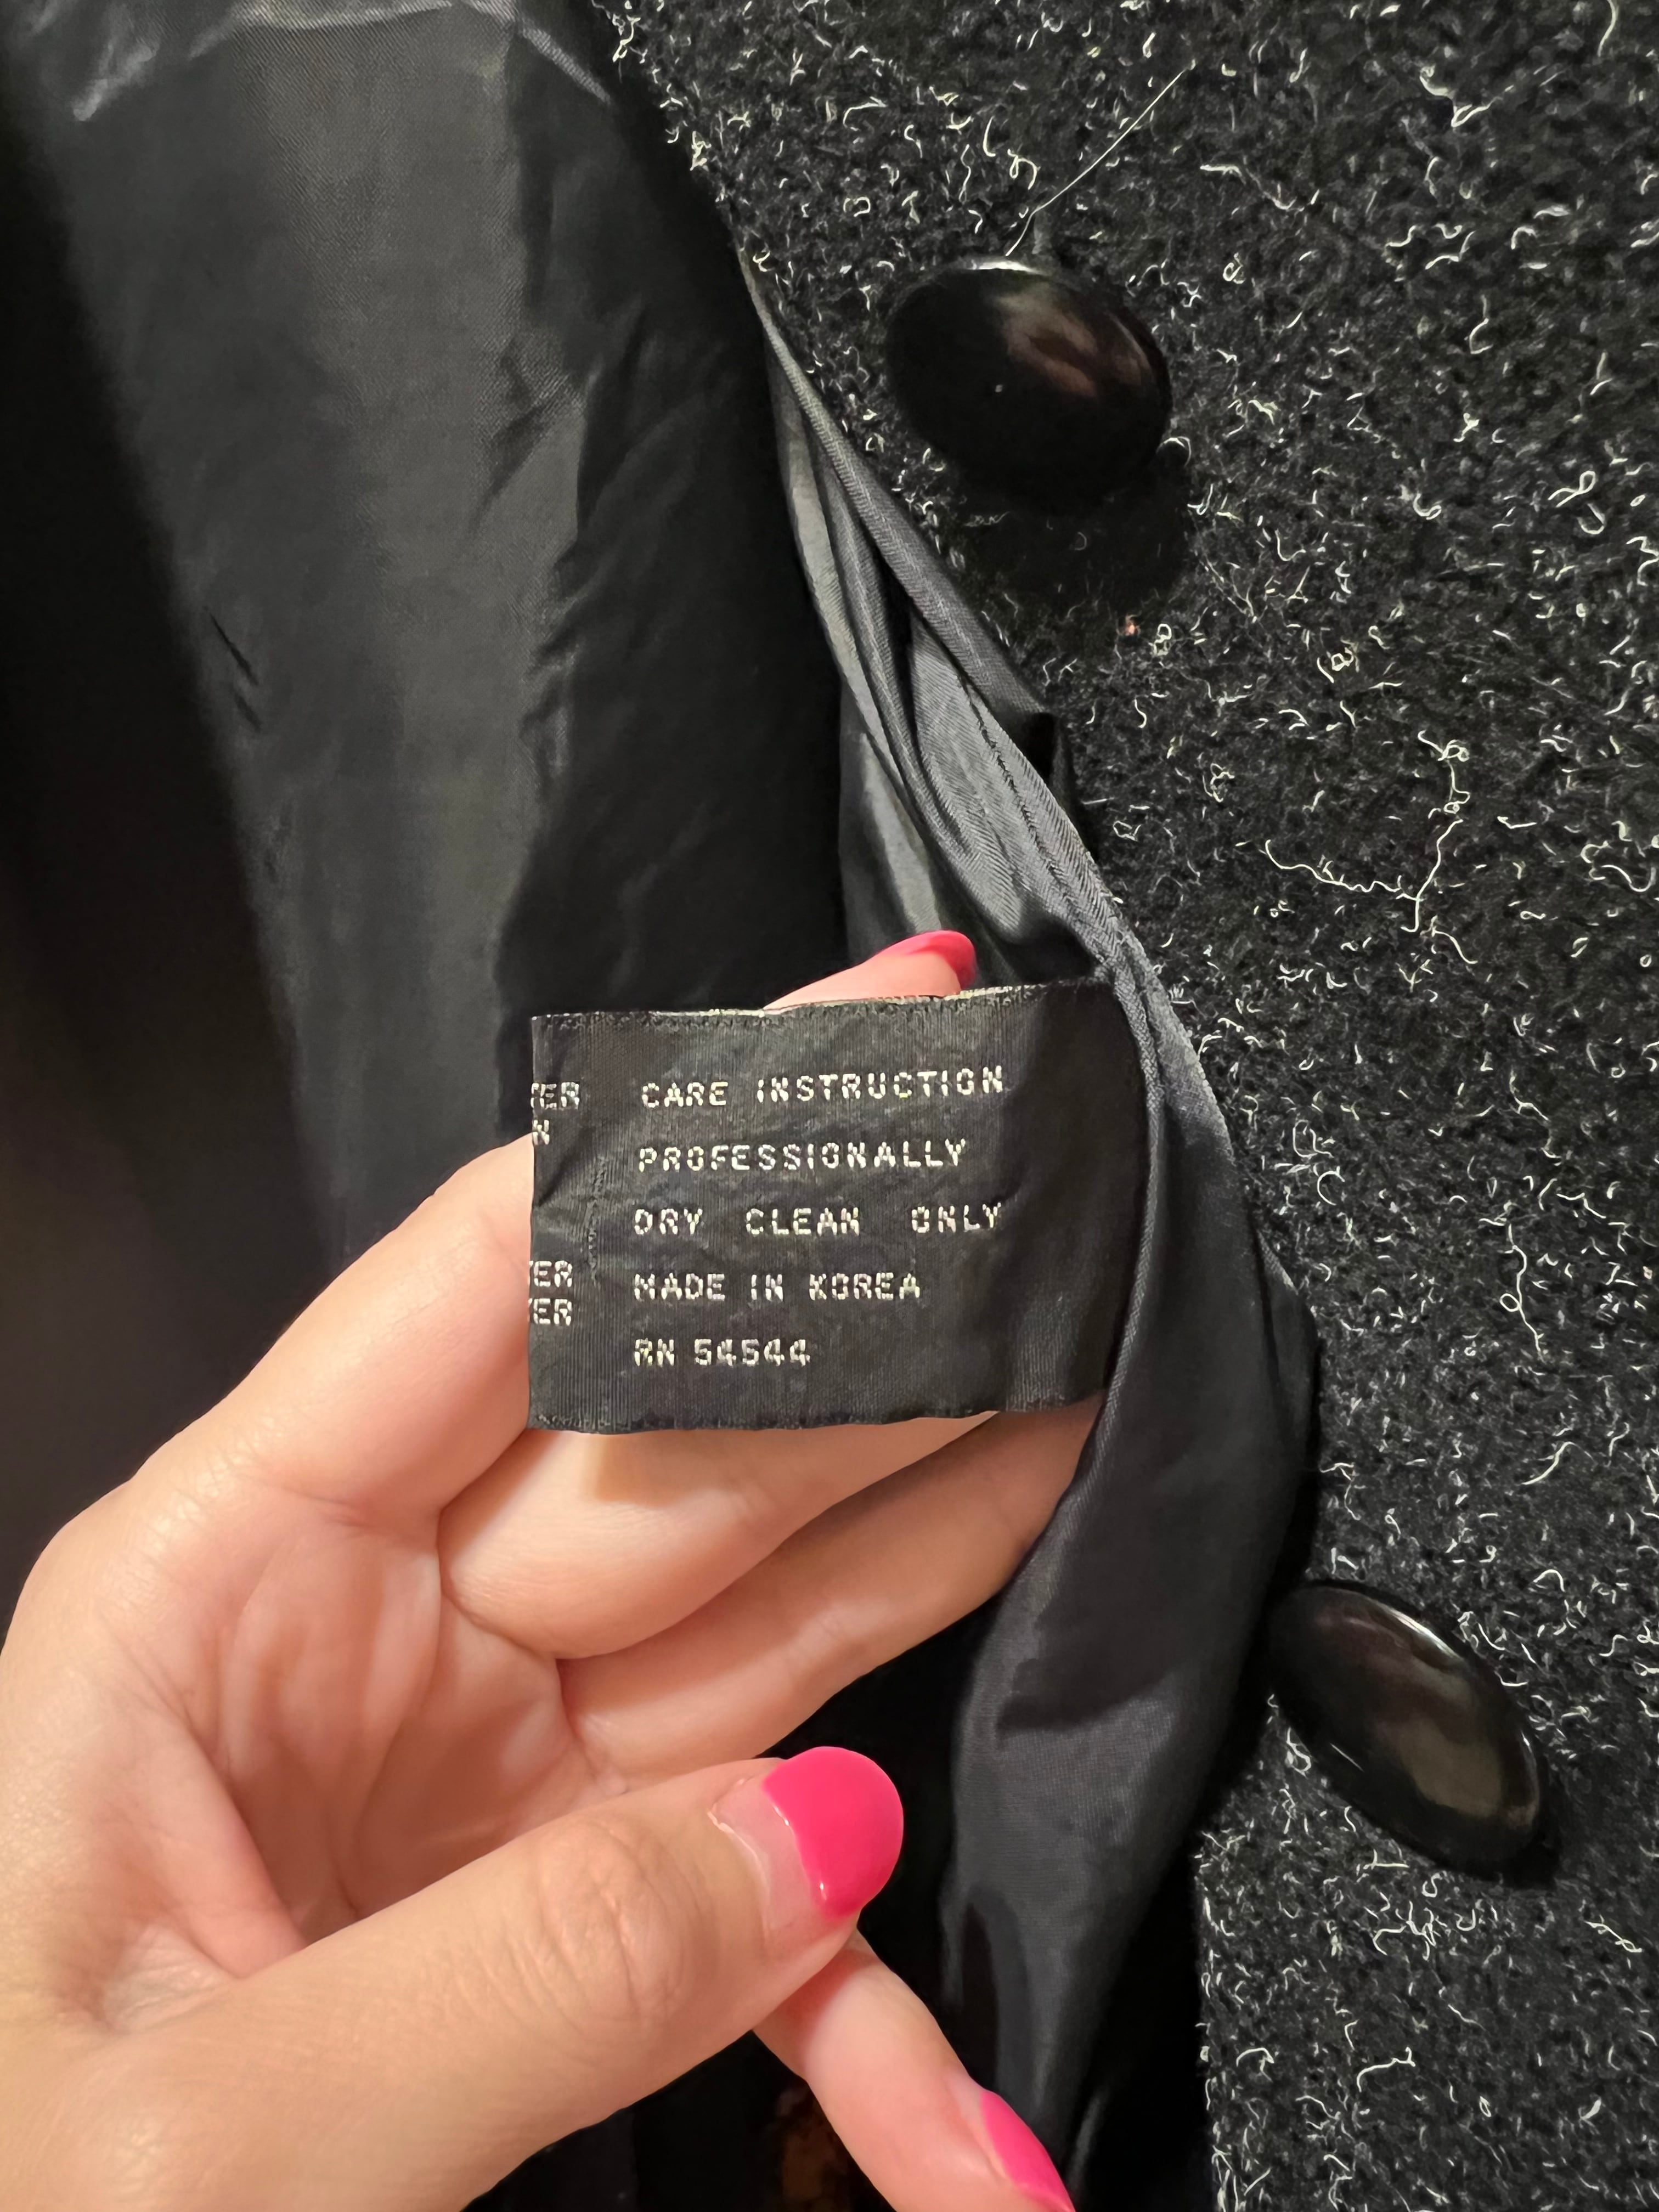 CARE INSTRUCTION
PROFESSIONALLY
DRY CLEAN ONLY
MADE IN KOREA
RN 54544